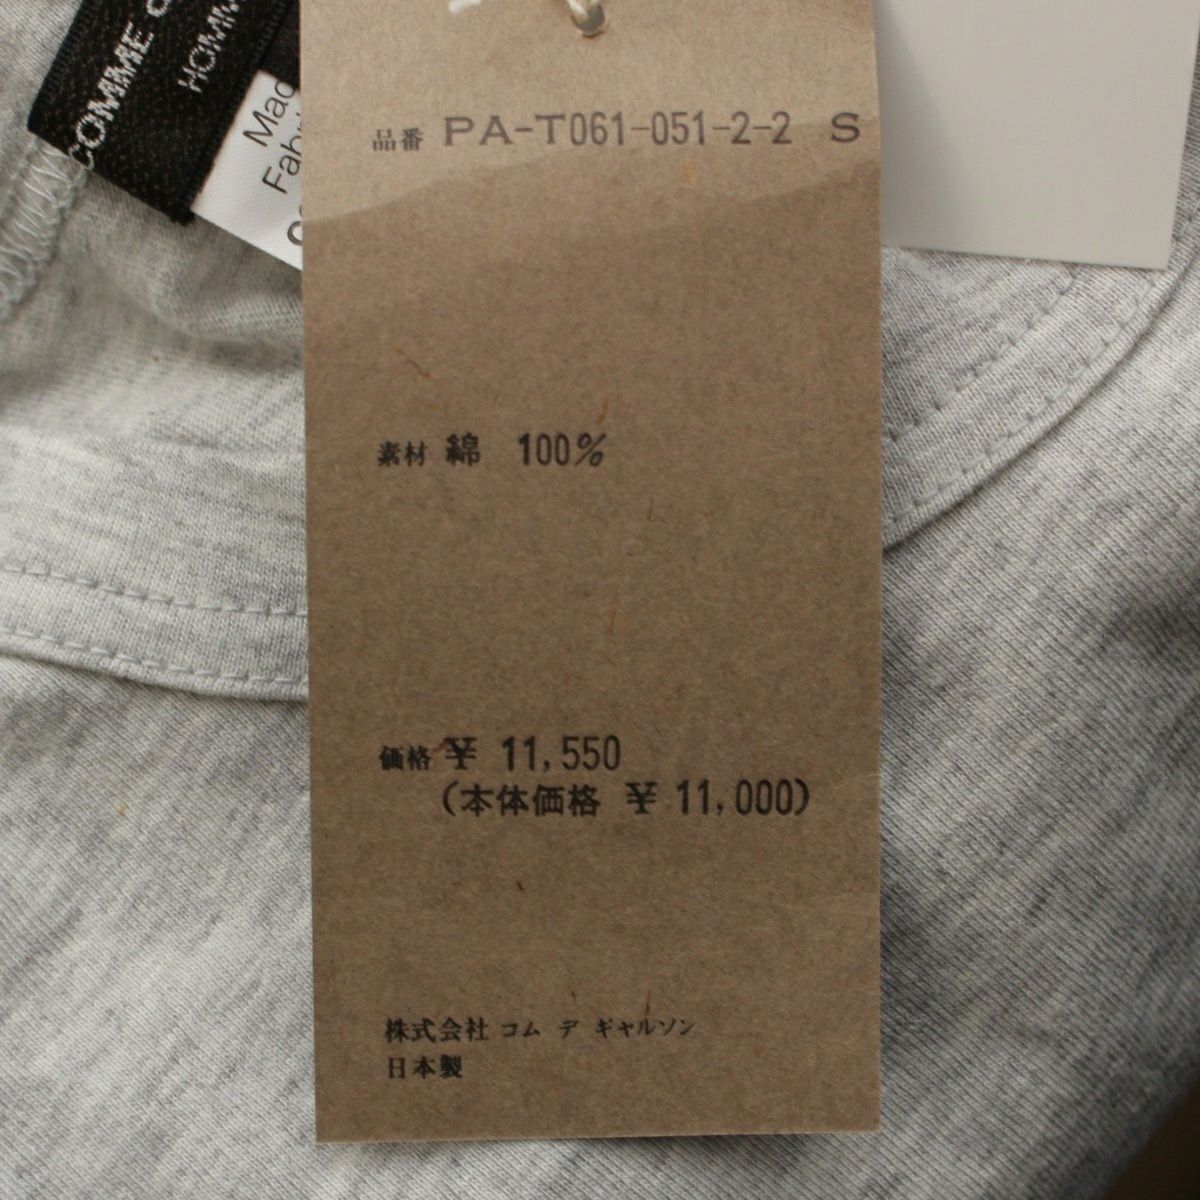 COMME
HOMM
Mad
Fab
品番 PA-T061-051-2-2 S
素材 綿 100%
価格 ¥ 11,550
(本体価格 ¥ 11,000)
株式会社 コム デ ギャルソン
日本製